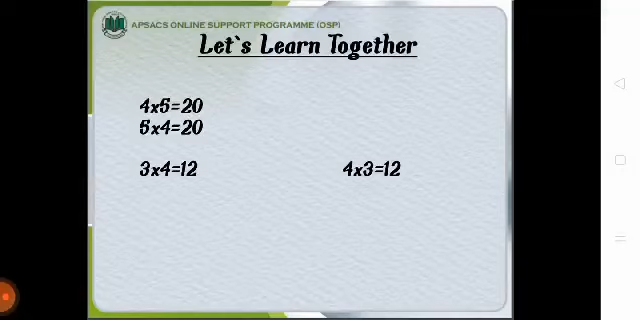 APSACS ONLINE SUPPORT PROGRAMME (OSP)
Let`s Learn Together
4x5=20
5x4=20
3x4=12 4x3=12